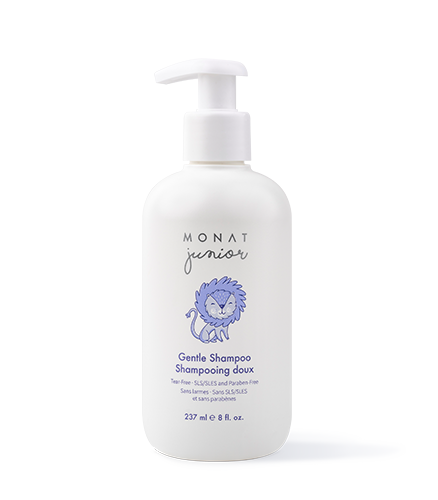 MONAT
junior
Gentle Shampoo
Shampooing doux
Tear-Free · SLS/SLES and Paraben-Free
Sans larmes · Sans SLS/SLES
et sans parabènes
237 ml e 8 fl. oz.